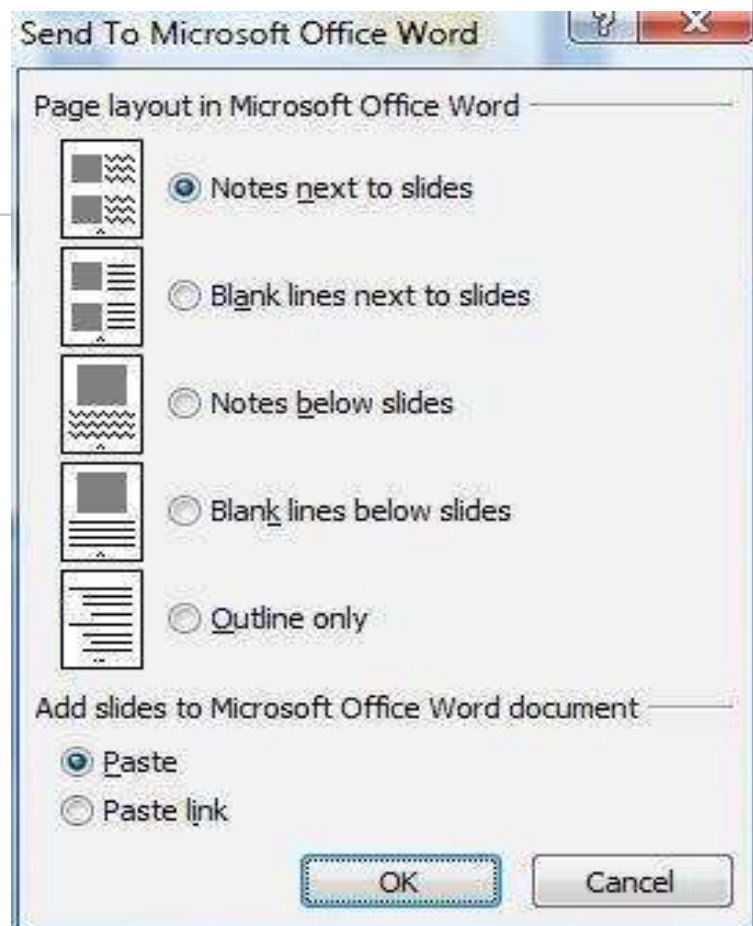 Send To Microsoft Office Word
?
X
Page layout in Microsoft Office Word
Notes next to slides
Blank lines next to slides
Notes below slides
Blank lines below slides
Outline only
Add slides to Microsoft Office Word document
Paste
Paste link
OK Cancel